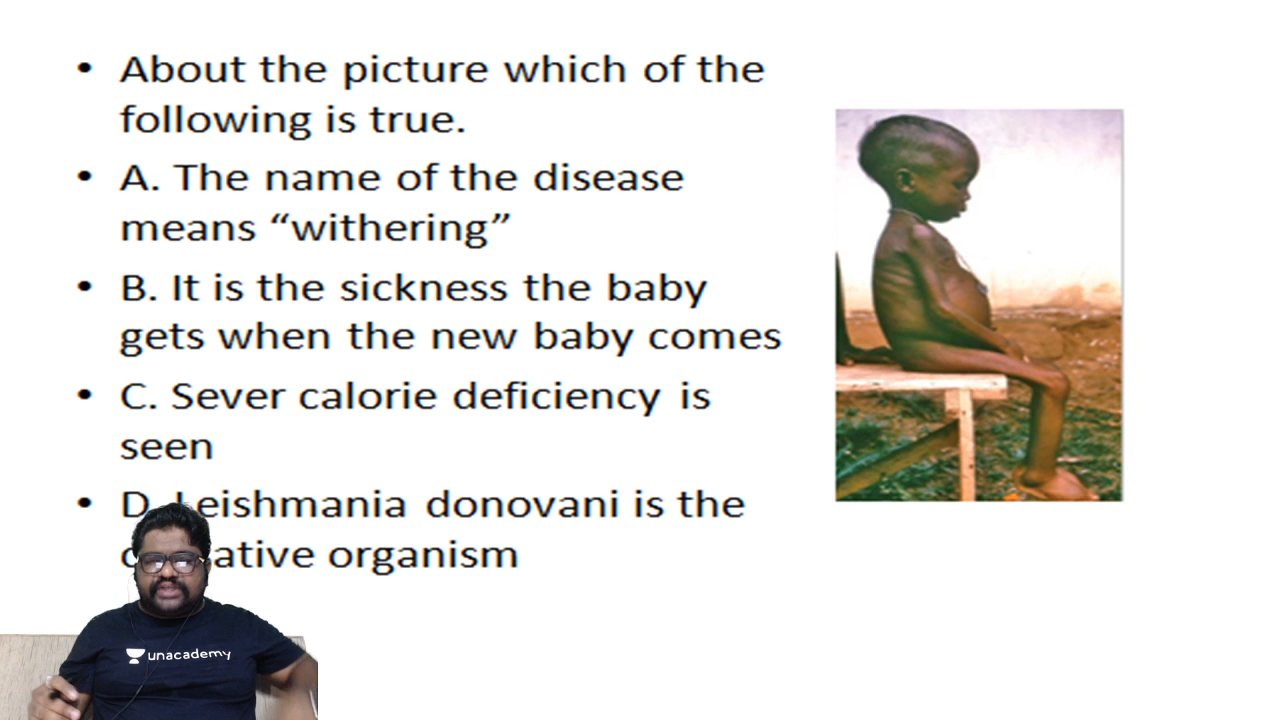 • About the picture which of the
following is true.
• A. The name of the disease
means “withering”
• B. It is the sickness the baby
gets when the new baby comes
• C. Sever calorie deficiency is
seen
• D. Leishmania donovani is the
organism
unacademy